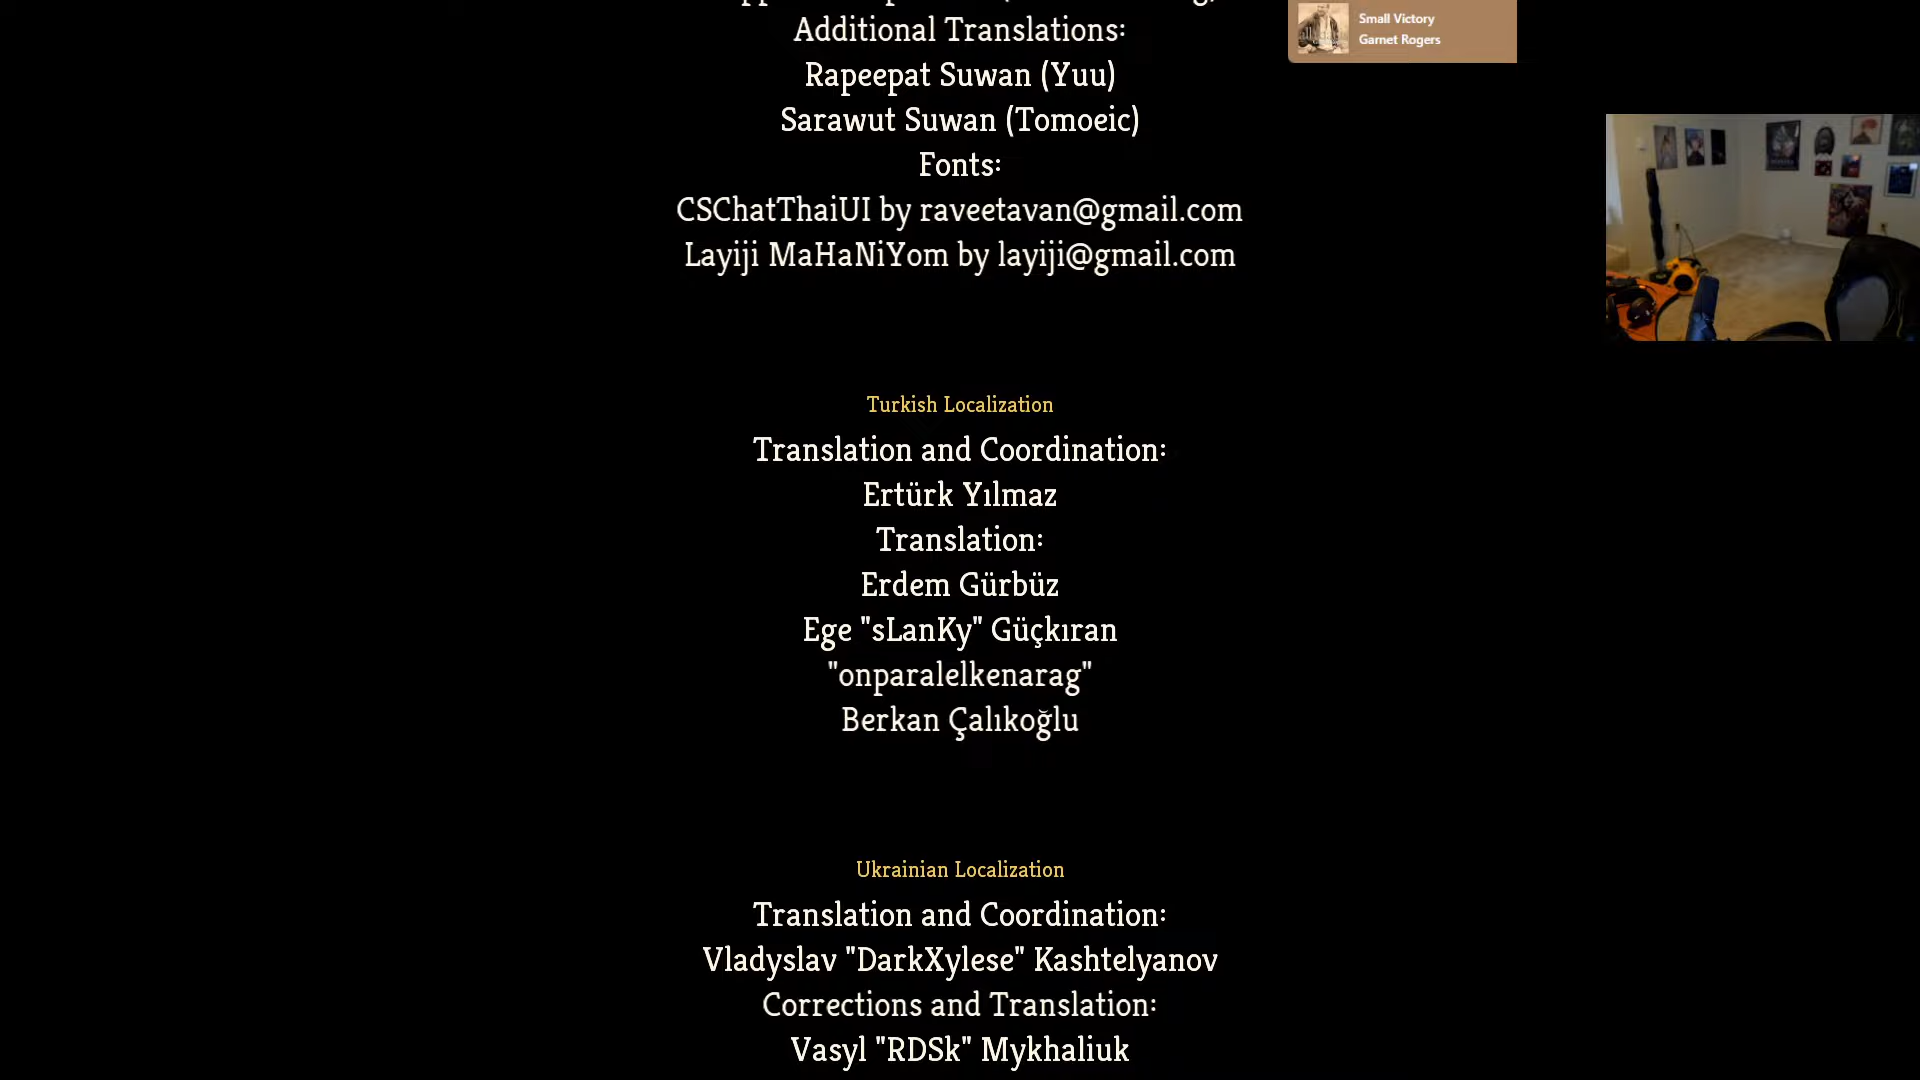 Additional Translations:
Rapeepat Suwan (Yuu)
Sarawut Suwan (Tomoeic)
Fonts:
CSChatThaiUI by raveetavan@gmail.com
Layiji MaHaNiYom by layiji@gmail.com
Turkish Localization
Translation and Coordination:
Ertürk Yılmaz
Translation:
Erdem Gürbüz
Ege "sLanKy" Güçkıran
"onparalelkenarag"
Berkan Çalıkoğlu
Ukrainian Localization
Translation and Coordination:
Vladyslav "DarkXylese" Kashtelyanov
Corrections and Translation:
Vasyl "RDSk" Mykhaliuk
Small Victory
Garnet Rogers